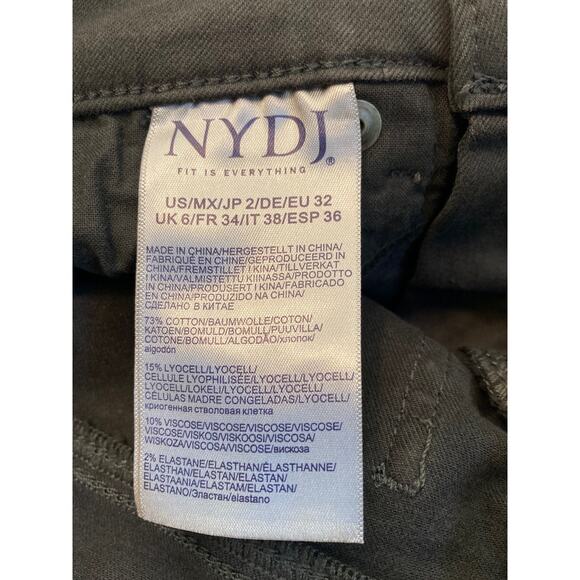 NYDJ®
FIT IS EVERYTHING
US/MX/JP 2/DE/EU 32
UK 6/FR 34/IT 38/ESP 36
MADE IN CHINA/HERGESTELLT IN CHINA/
FABRIQUÉ EN CHINE/GEPRODUCEERD IN
CHINA/FREMSTILLET I KINA/TILLVERKAT
I KINA/VALMISTETTU KIINASSA/PRODOTTO
IN CHINA/PRODUSERT I KINA/FABRICADO
EN CHINA/PRODUZIDO NA CHINA/
СДЕЛАНО В КИТАЕ
73% COTTON/BAUMWOLLE/COTON/
KATOEN/BOMULD/BOMULL/PUUVILLA/
COTONE/BOMULL/ALGODÃO/хлопок/
algodón
15% LYOCELL/LYOCELL/
CELLULE LYOPHILISÉE/LYOCELL/LYOCELL/
LYOCELL/LOKELI/LYOCELL/LYOCELL/
CÉLULAS MADRE CONGELADAS/LYOCELL/
криогенная стволовая клетка
10% VISCOSE/VISCOSE/VISCOSE/VISCOSE/
VISCOSE/VISKOS/VISKOOSI/VISCOSA/
WISKOZA/VISCOSA/VISCOSE/вискоза
2% ELASTANE/ELASTHAN/ÉLASTHANNE/
ELASTHAN/ELASTAN/ELASTAN/
ELASTAANIA/ELASTAM/ELASTAN/
ELASTANO/Эластан/elastano